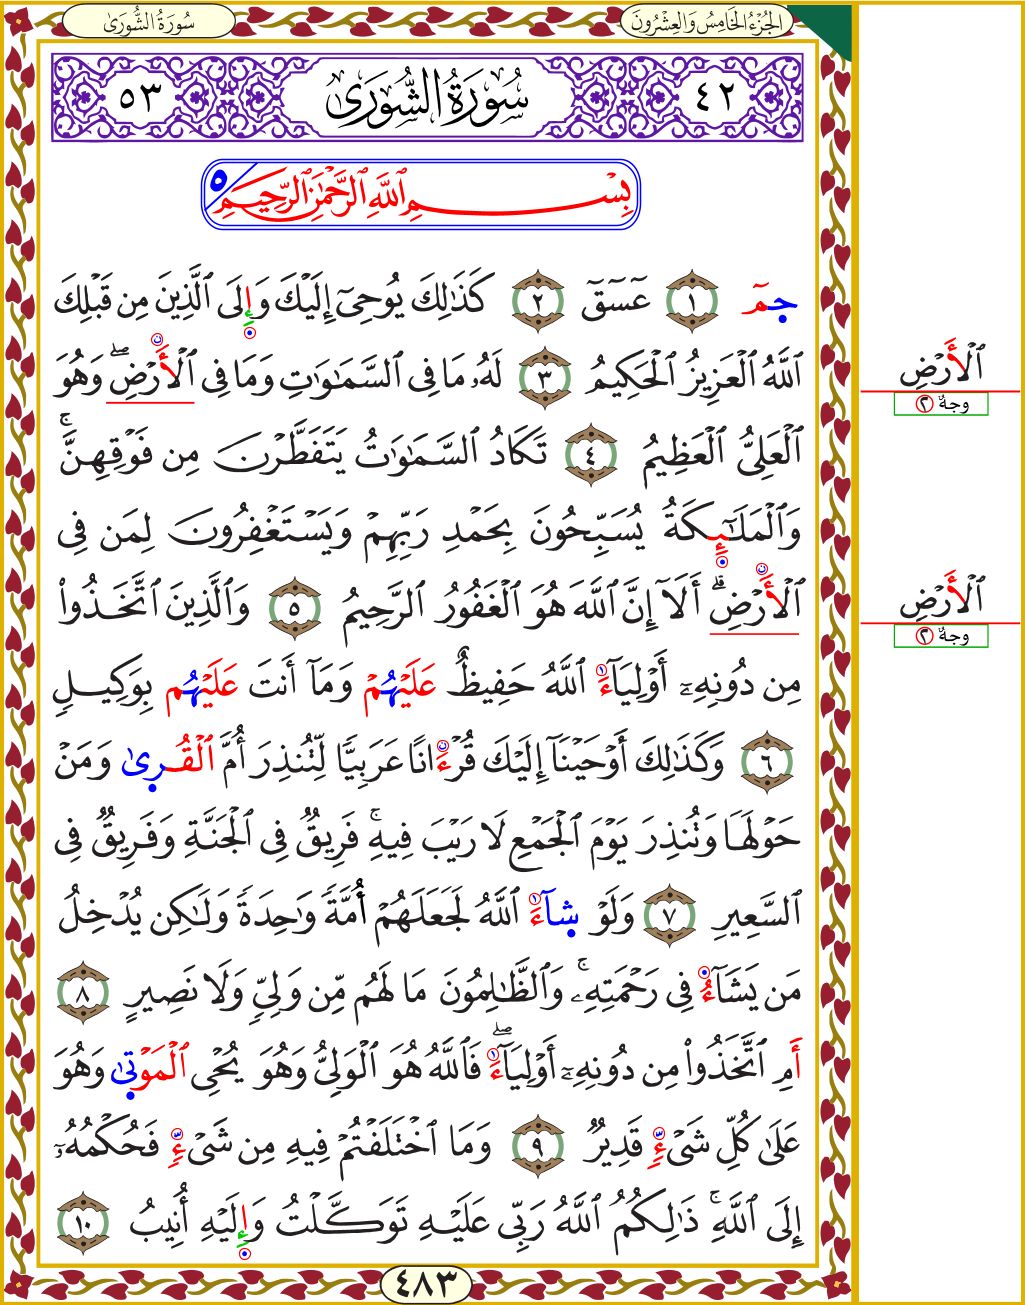 الجُزْءُ الخَامِسُ وَالعِشْرُونَ
سُورَةُ الشُّورَىٰ
٤٢ سُورَةُ الشُّورَىٰ ٥٣
بِسْمِ ٱللَّهِ ٱلرَّحْمَٰنِ ٱلرَّحِيمِ ٥
حمٓ ١ عٓسٓقٓ ٢ كَذَٰلِكَ يُوحِىٓ إِلَيْكَ وَإِلَى ٱلَّذِينَ مِن قَبْلِكَ
ٱللَّهُ ٱلْعَزِيزُ ٱلْحَكِيمُ ٣ لَهُۥ مَا فِى ٱلسَّمَٰوَٰتِ وَمَا فِى ٱلْأَرْضِ ۖ وَهُوَ
ٱلْعَلِىُّ ٱلْعَظِيمُ ٤ تَكَادُ ٱلسَّمَٰوَٰتُ يَتَفَطَّرْنَ مِن فَوْقِهِنَّ ۚ
وَٱلْمَلَٰٓئِكَةُ يُسَبِّحُونَ بِحَمْدِ رَبِّهِمْ وَيَسْتَغْفِرُونَ لِمَن فِى
ٱلْأَرْضِ ۗ أَلَآ إِنَّ ٱللَّهَ هُوَ ٱلْغَفُورُ ٱلرَّحِيمُ ٥ وَٱلَّذِينَ ٱتَّخَذُوا۟
مِن دُونِهِۦٓ أَوْلِيَآءَ ٱللَّهُ حَفِيظٌ عَلَيْهُمْ وَمَآ أَنتَ عَلَيْهُم بِوَكِيلٍ
٦ وَكَذَٰلِكَ أَوْحَيْنَآ إِلَيْكَ قُرْءَانًا عَرَبِيًّا لِّتُنذِرَ أُمَّ ٱلْقُرَىٰ وَمَنْ
حَوْلَهَا وَتُنذِرَ يَوْمَ ٱلْجَمْعِ لَا رَيْبَ فِيهِ ۚ فَرِيقٌ فِى ٱلْجَنَّةِ وَفَرِيقٌ فِى
ٱلسَّعِيرِ ٧ وَلَوْ شَآءَ ٱللَّهُ لَجَعَلَهُمْ أُمَّةً وَٰحِدَةً وَلَٰكِن يُدْخِلُ
مَن يَشَآءُ فِى رَحْمَتِهِۦ ۚ وَٱلظَّٰلِمُونَ مَا لَهُم مِّن وَلِىٍّ وَلَا نَصِيرٍ ٨
أَمِ ٱتَّخَذُوا۟ مِن دُونِهِۦٓ أَوْلِيَآءَ ۖ فَٱللَّهُ هُوَ ٱلْوَلِىُّ وَهُوَ يُحْىِ ٱلْمَوْتَىٰ وَهُوَ
عَلَىٰ كُلِّ شَىْءٍ قَدِيرٌ ٩ وَمَا ٱخْتَلَفْتُمْ فِيهِ مِن شَىْءٍ فَحُكْمُهُۥٓ
إِلَى ٱللَّهِ ۚ ذَٰلِكُمُ ٱللَّهُ رَبِّى عَلَيْهِ تَوَكَّلْتُ وَإِلَيْهِ أُنِيبُ ١٠
٤٨٣
ٱلْأَرْضِ
وجهٌ ٢
ٱلْأَرْضِ
وجهٌ ٢